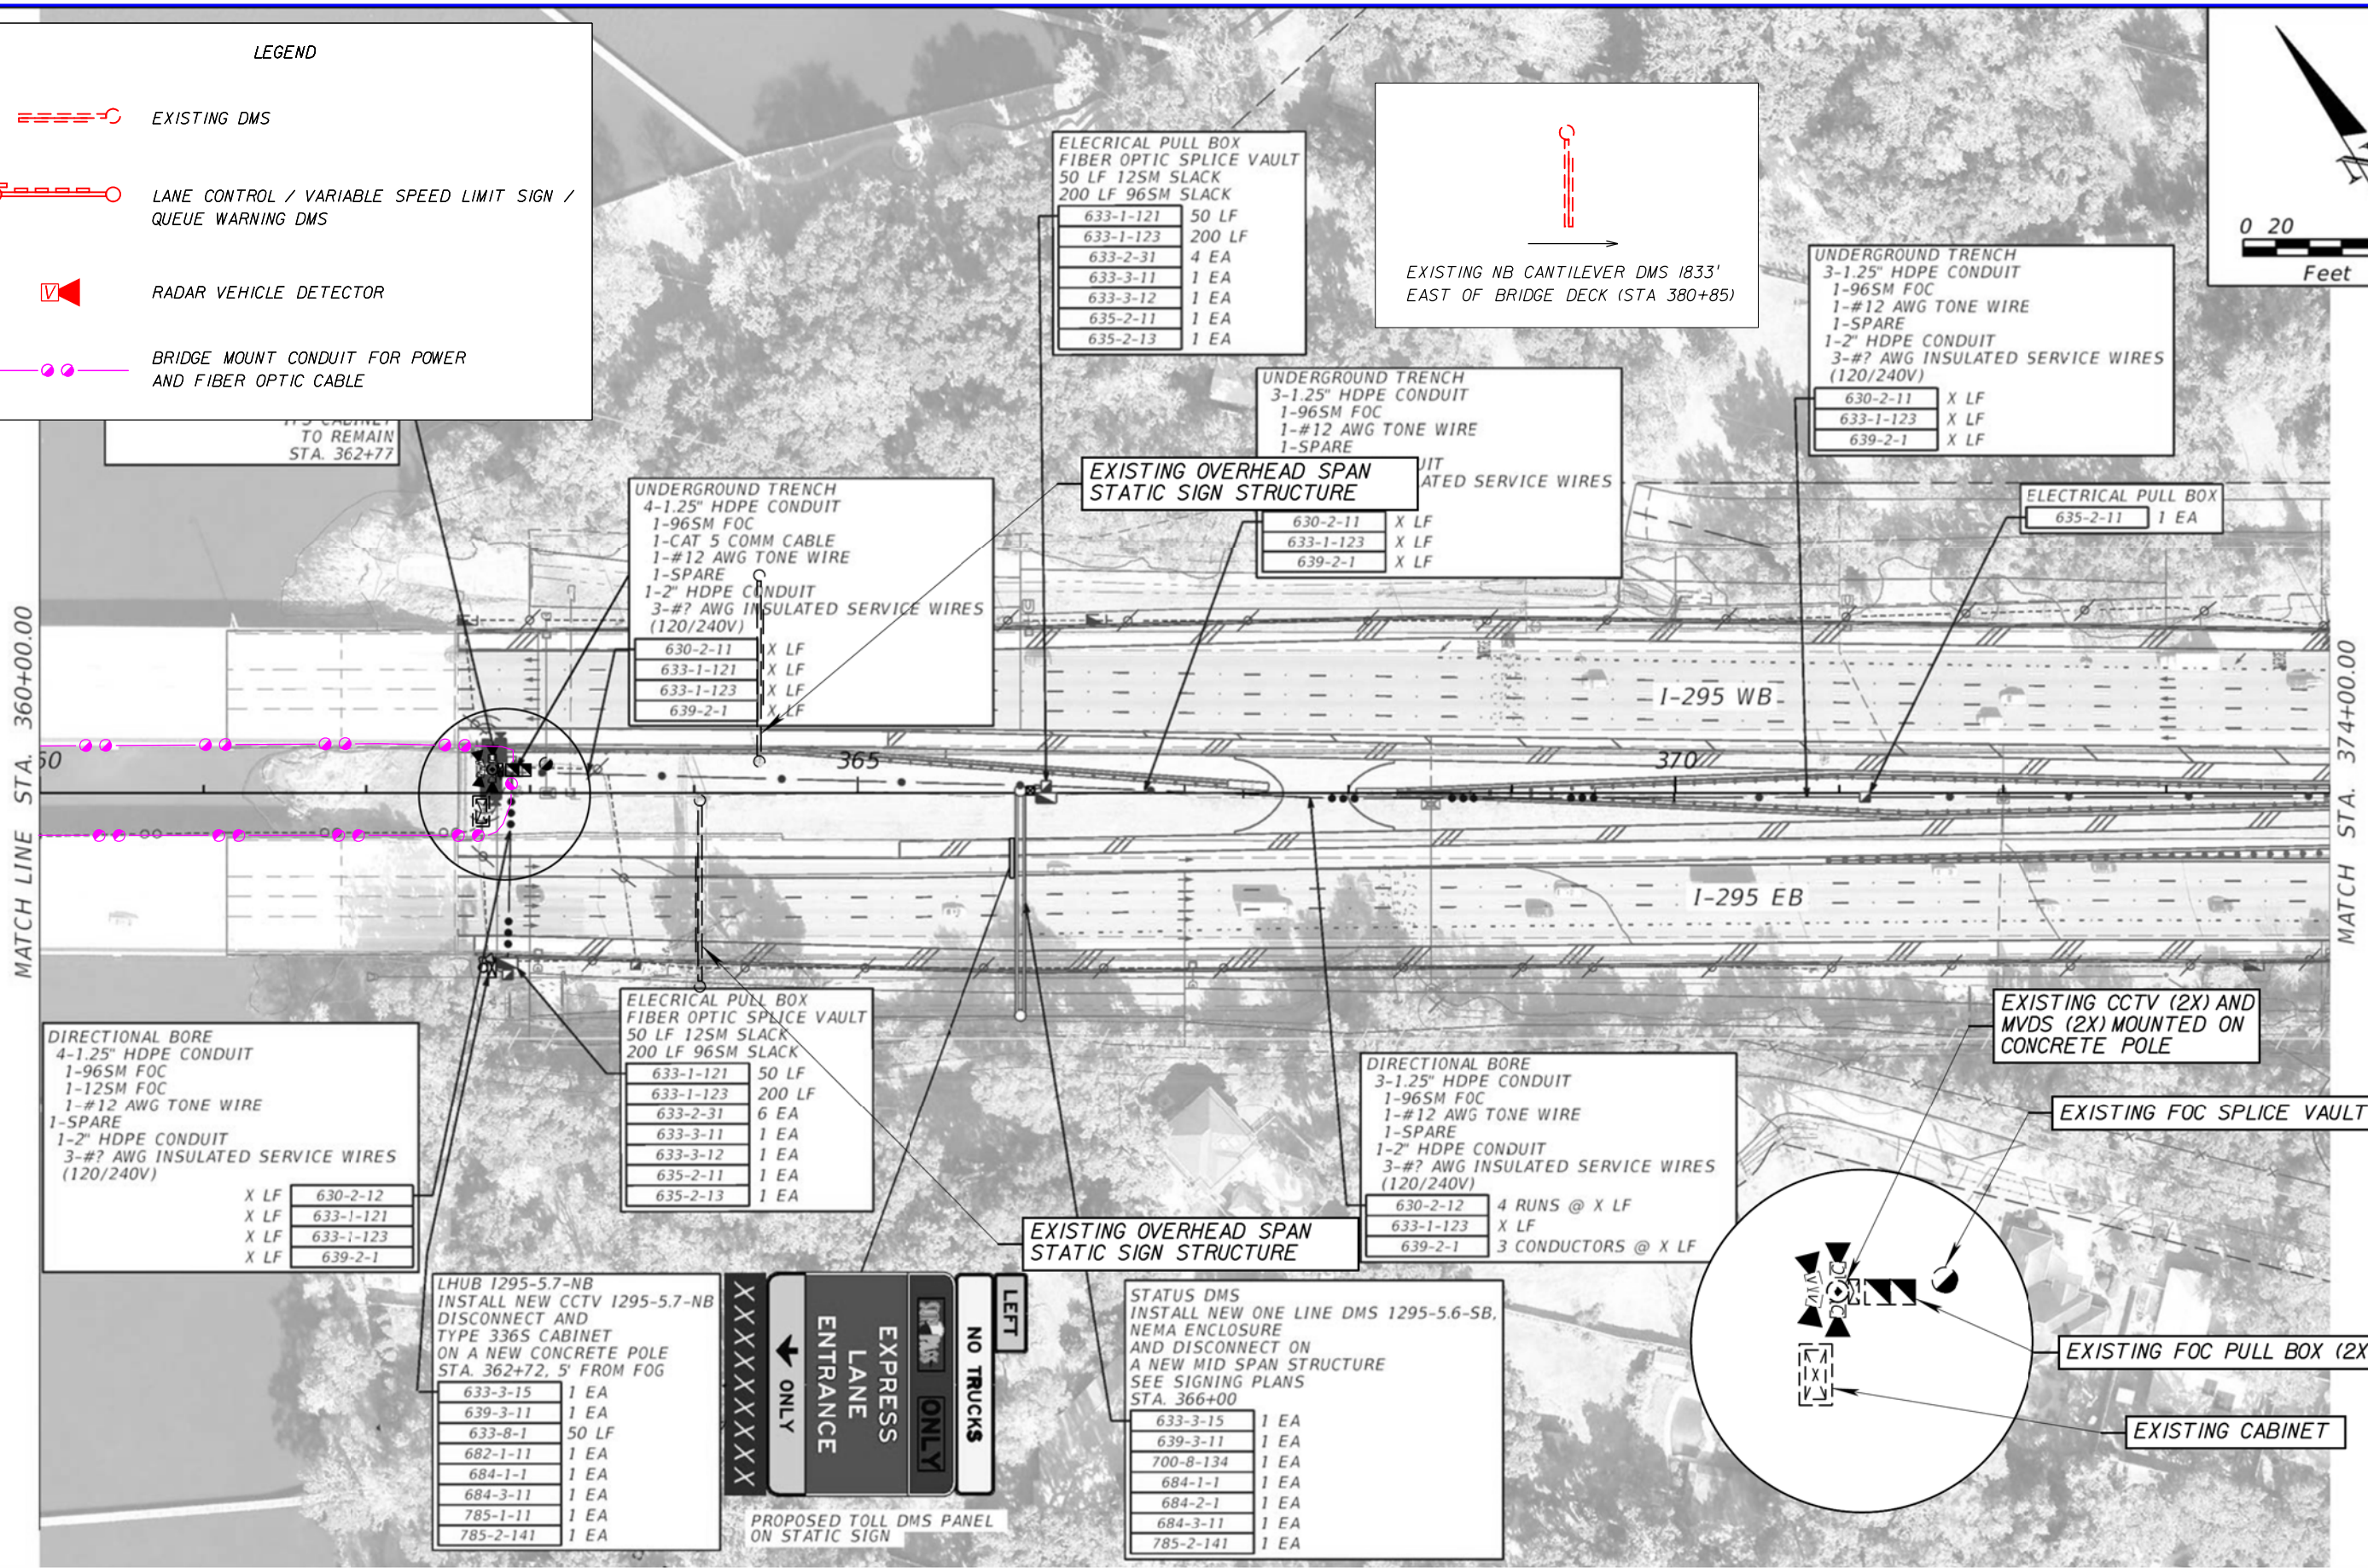 LEGEND
EXISTING DMS
LANE CONTROL / VARIABLE SPEED LIMIT SIGN /
QUEUE WARNING DMS
V
RADAR VEHICLE DETECTOR
BRIDGE MOUNT CONDUIT FOR POWER
AND FIBER OPTIC CABLE
ITS CABINET
TO REMAIN
STA. 362+77
ELECRICAL PULL BOX
FIBER OPTIC SPLICE VAULT
50 LF 12SM SLACK
200 LF 96SM SLACK
633-1-121 50 LF
633-1-123 200 LF
633-2-31 4 EA
633-3-11 1 EA
633-3-12 1 EA
635-2-11 1 EA
635-2-13 1 EA
EXISTING NB CANTILEVER DMS 1833'
EAST OF BRIDGE DECK (STA 380+85)
0 20
Feet
UNDERGROUND TRENCH
3-1.25" HDPE CONDUIT
1-96SM FOC
1-#12 AWG TONE WIRE
1-SPARE
1-2" HDPE CONDUIT
3-#? AWG INSULATED SERVICE WIRES
(120/240V)
630-2-11 X LF
633-1-123 X LF
639-2-1 X LF
UNDERGROUND TRENCH
3-1.25" HDPE CONDUIT
1-96SM FOC
1-#12 AWG TONE WIRE
1-SPARE
UIT
ATED SERVICE WIRES
630-2-11 X LF
633-1-123 X LF
639-2-1 X LF
EXISTING OVERHEAD SPAN
STATIC SIGN STRUCTURE
ELECTRICAL PULL BOX
635-2-11 1 EA
UNDERGROUND TRENCH
4-1.25" HDPE CONDUIT
1-96SM FOC
1-CAT 5 COMM CABLE
1-#12 AWG TONE WIRE
1-SPARE
1-2" HDPE CONDUIT
3-#? AWG INSULATED SERVICE WIRES
(120/240V)
630-2-11 X LF
633-1-121 X LF
633-1-123 X LF
639-2-1 X LF
MATCH LINE STA. 360+00.00
I-295 WB
60
365
370
I-295 EB
MATCH STA. 374+00.00
DIRECTIONAL BORE
4-1.25" HDPE CONDUIT
1-96SM FOC
1-12SM FOC
1-#12 AWG TONE WIRE
1-SPARE
1-2" HDPE CONDUIT
3-#? AWG INSULATED SERVICE WIRES
(120/240V)
X LF 630-2-12
X LF 633-1-121
X LF 633-1-123
X LF 639-2-1
ELECRICAL PULL BOX
FIBER OPTIC SPLICE VAULT
50 LF 12SM SLACK
200 LF 96SM SLACK
633-1-121 50 LF
633-1-123 200 LF
633-2-31 6 EA
633-3-11 1 EA
633-3-12 1 EA
635-2-11 1 EA
635-2-13 1 EA
EXISTING OVERHEAD SPAN
STATIC SIGN STRUCTURE
DIRECTIONAL BORE
3-1.25" HDPE CONDUIT
1-96SM FOC
1-#12 AWG TONE WIRE
1-SPARE
1-2" HDPE CONDUIT
3-#? AWG INSULATED SERVICE WIRES
(120/240V)
630-2-12 4 RUNS @ X LF
633-1-123 X LF
639-2-1 3 CONDUCTORS @ X LF
EXISTING CCTV (2X) AND
MVDS (2X) MOUNTED ON
CONCRETE POLE
EXISTING FOC SPLICE VAULT
EXISTING FOC PULL BOX (2X
EXISTING CABINET
LHUB I295-5.7-NB
INSTALL NEW CCTV I295-5.7-NB
DISCONNECT AND
TYPE 336S CABINET
ON A NEW CONCRETE POLE
STA. 362+72, 5' FROM FOG
633-3-15 1 EA
639-3-11 1 EA
633-8-1 50 LF
682-1-11 1 EA
684-1-1 1 EA
684-3-11 1 EA
785-1-11 1 EA
785-2-141 1 EA
LEFT
NO TRUCKS
SUNPASS ONLY
EXPRESS
LANE
ENTRANCE
ONLY
XXXXXXXXXX
PROPOSED TOLL DMS PANEL
ON STATIC SIGN
STATUS DMS
INSTALL NEW ONE LINE DMS I295-5.6-SB,
NEMA ENCLOSURE
AND DISCONNECT ON
A NEW MID SPAN STRUCTURE
SEE SIGNING PLANS
STA. 366+00
633-3-15 1 EA
639-3-11 1 EA
700-8-134 1 EA
684-1-1 1 EA
684-2-1 1 EA
684-3-11 1 EA
785-2-141 1 EA